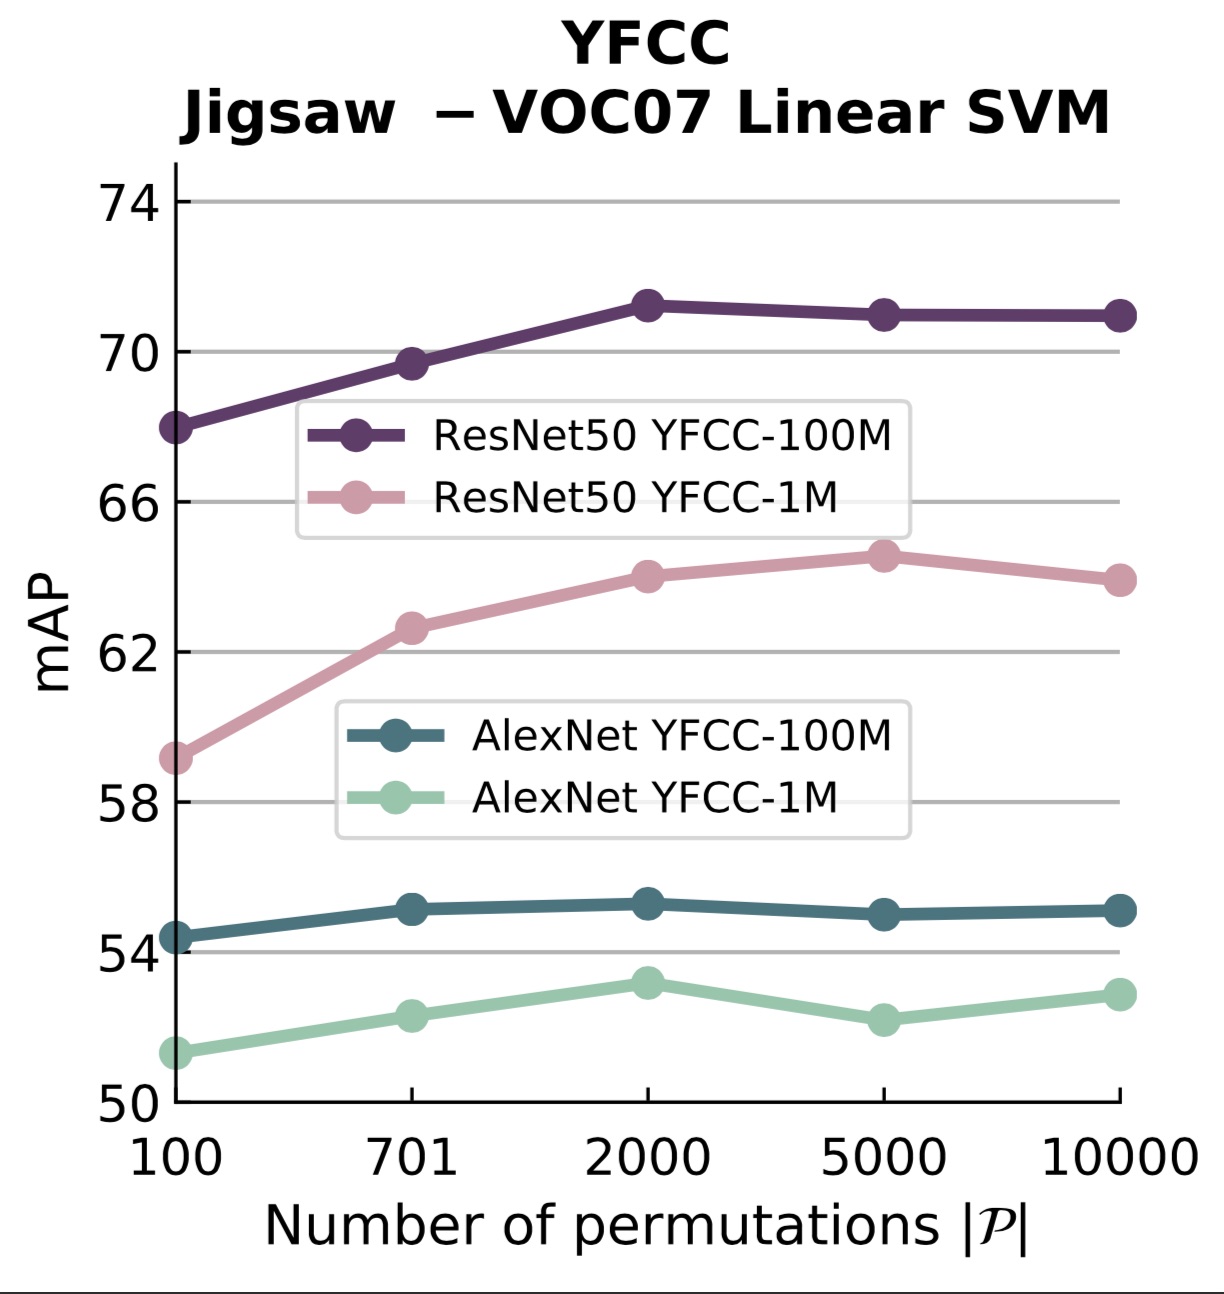 YFCC
Jigsaw – VOC07 Linear SVM
74
70
ResNet50 YFCC-100M
66
ResNet50 YFCC-1M
mAP
62
AlexNet YFCC-100M
58
AlexNet YFCC-1M
54
50
100 701 2000 5000 10000
Number of permutations |𝒫|